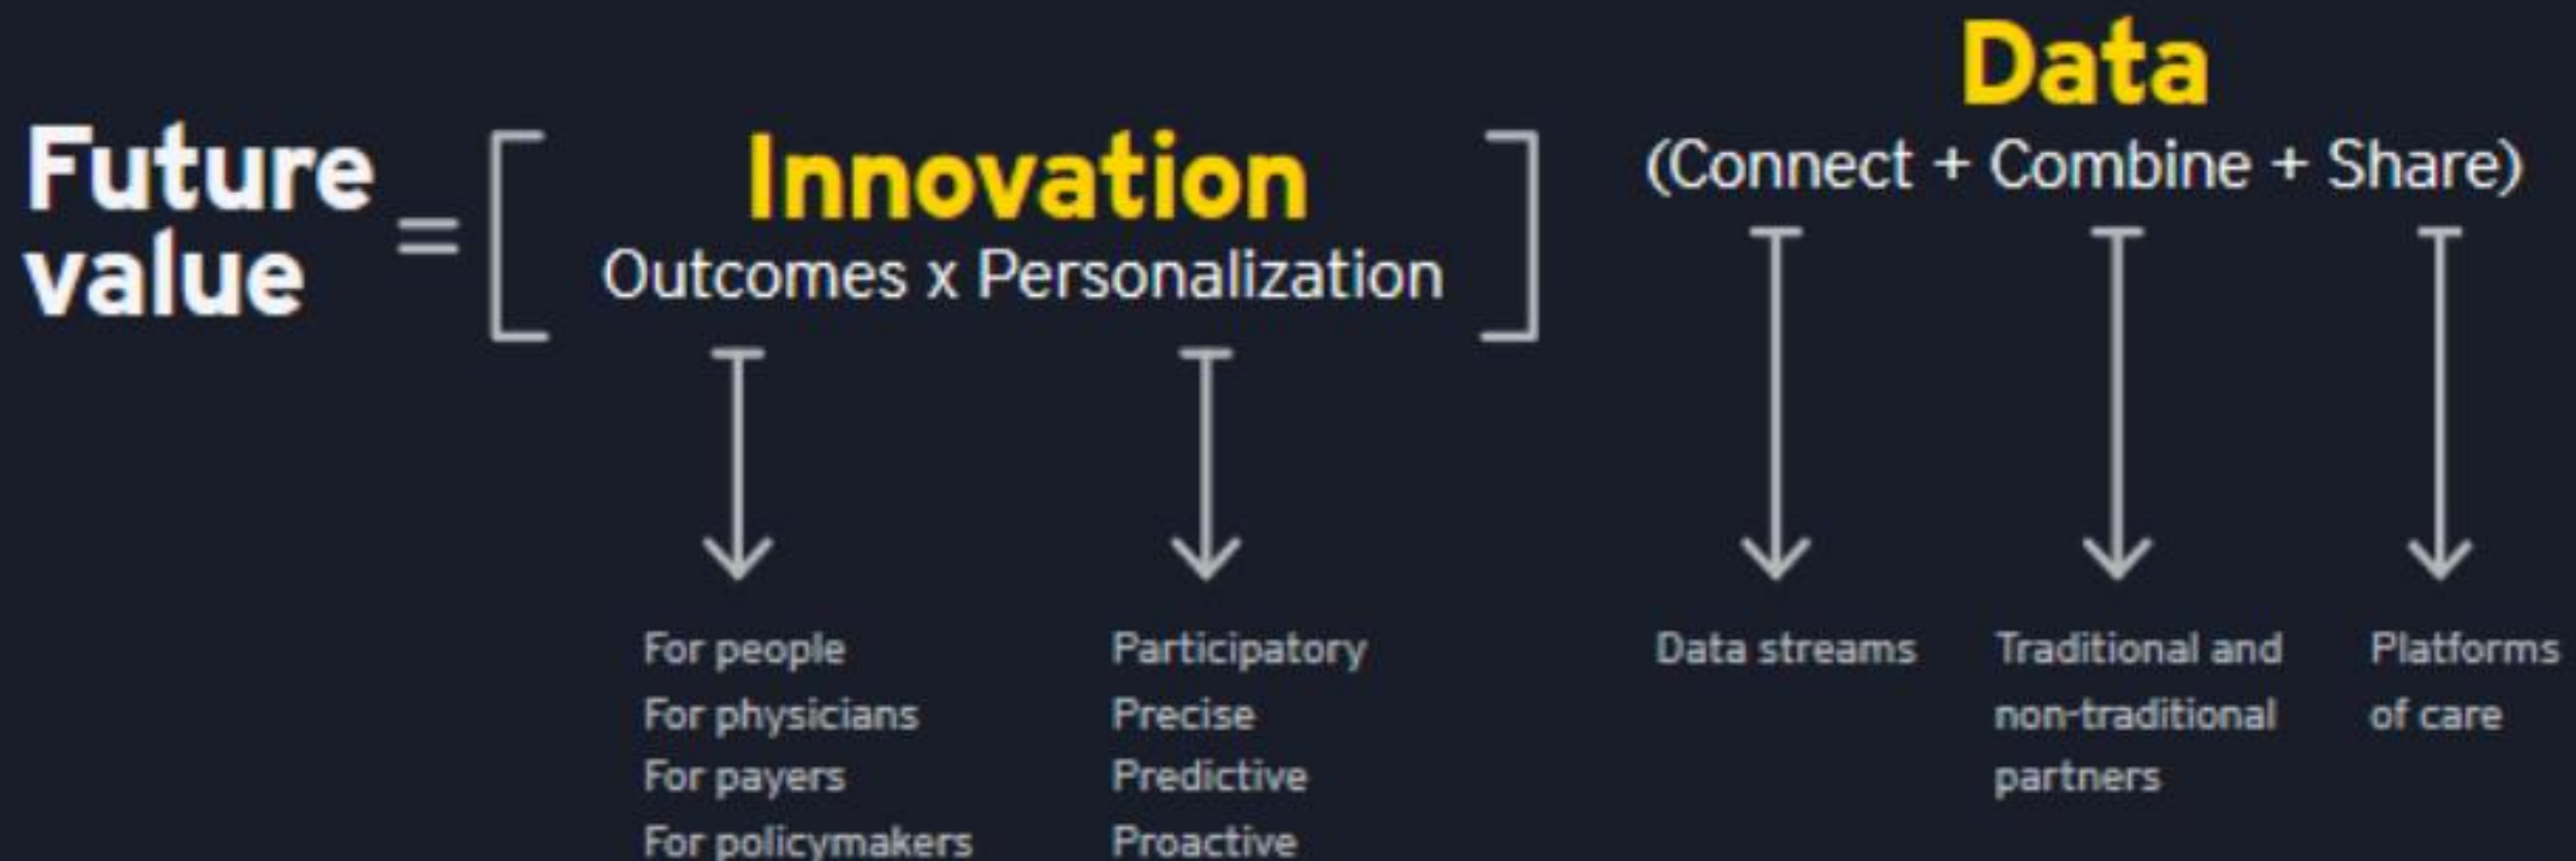 Future
value
=
[
Innovation
Outcomes x Personalization
]
Data
(Connect + Combine + Share)
For people
For physicians
For payers
For policymakers
Participatory
Precise
Predictive
Proactive
Data streams
Traditional and
non-traditional
partners
Platforms
of care